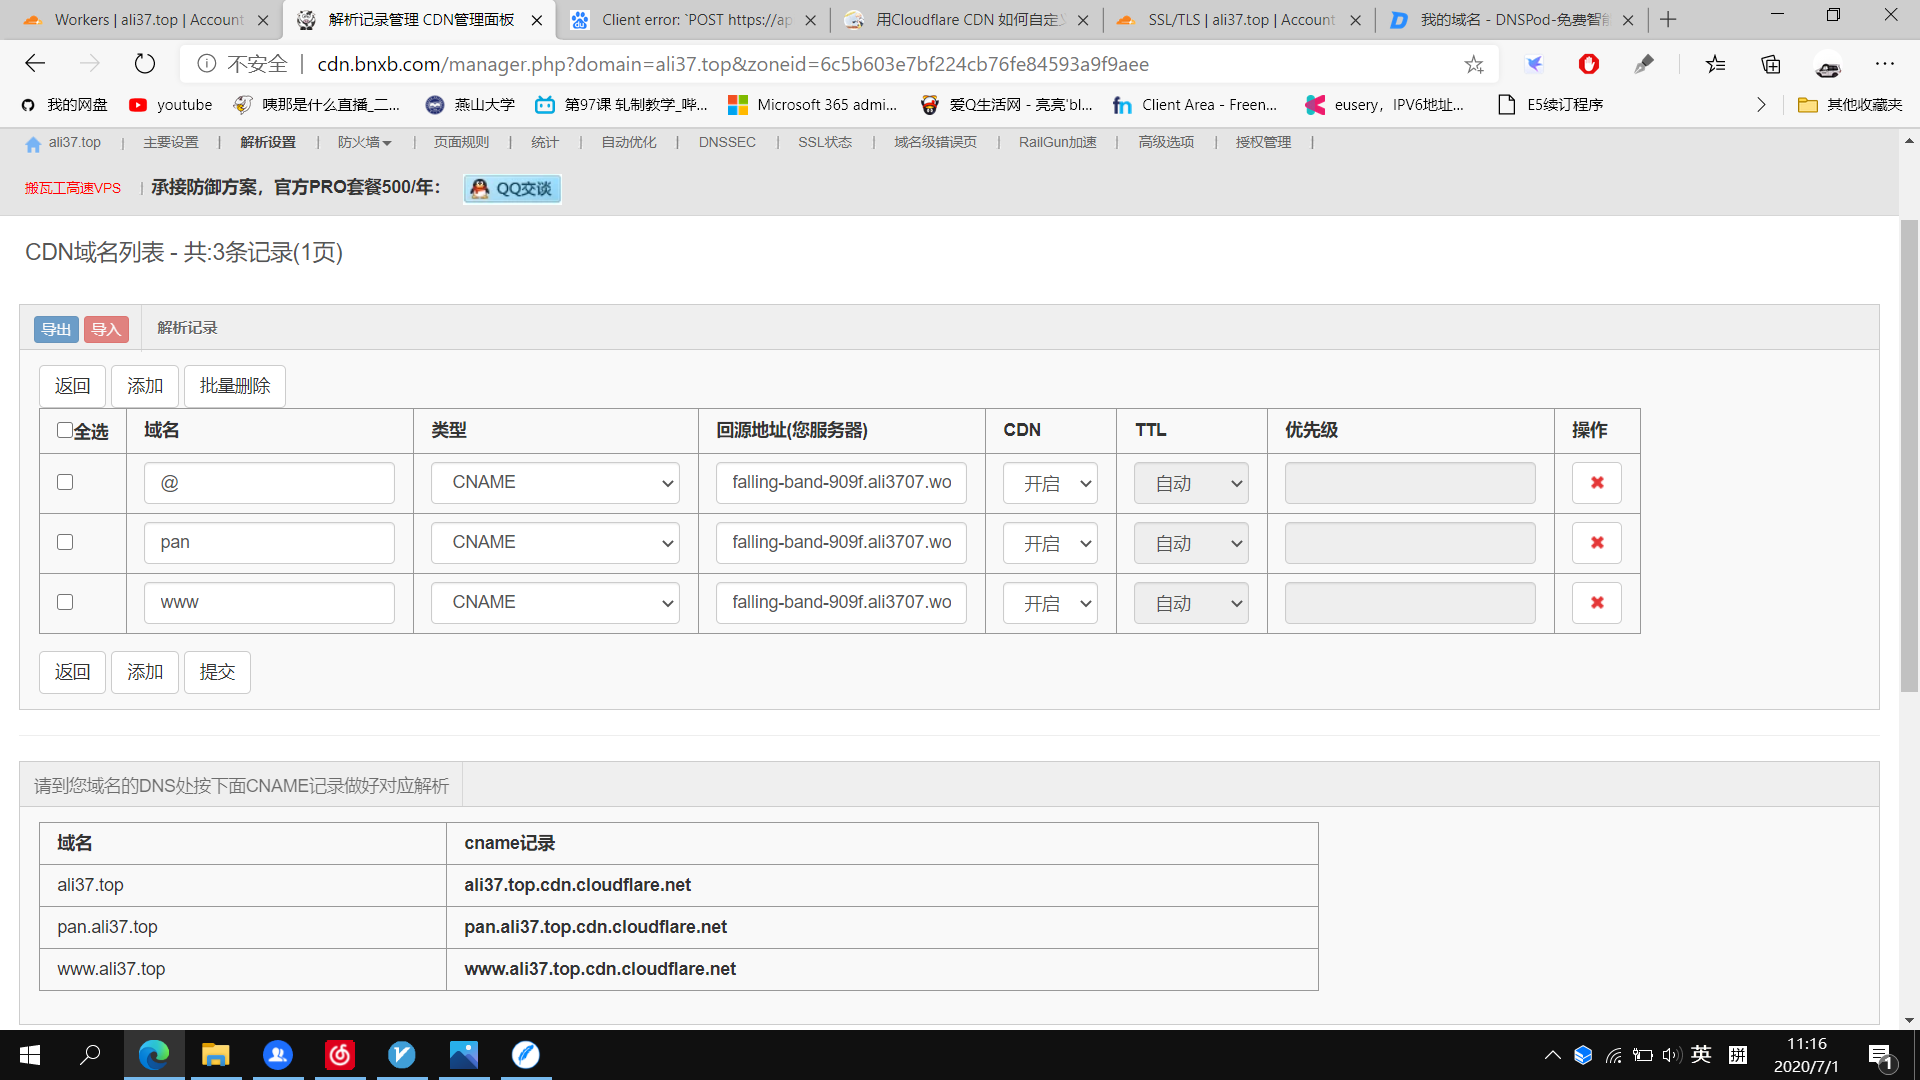 Workers | ali37.top | Account
解析记录管理 CDN管理面板
Client error: `POST https://ap
用Cloudflare CDN 如何自定义
SSL/TLS | ali37.top | Account
我的域名 - DNSPod-免费智能
不安全 | cdn.bnxb.com/manager.php?domain=ali37.top&zoneid=6c5b603e7bf224cb76fe84593a9f9aee
我的网盘
youtube
咦那是什么直播_二...
燕山大学
第97课 轧制教学_哔...
Microsoft 365 admi...
爱Q生活网 - 亮亮'bl...
fn Client Area - Freen...
eusery，IPV6地址...
E5续订程序
其他收藏夹
ali37.top | 主要设置 | 解析设置 | 防火墙 | 页面规则 | 统计 | 自动优化 | DNSSEC | SSL状态 | 域名级错误页 | RailGun加速 | 高级选项 | 授权管理 |
搬瓦工高速VPS | 承接防御方案，官方PRO套餐500/年： QQ交谈
CDN域名列表 - 共:3条记录(1页)
导出 导入 解析记录
返回 添加 批量删除
全选 域名 类型 回源地址(您服务器) CDN TTL 优先级 操作
@ CNAME falling-band-909f.ali3707.wo 开启 自动
pan CNAME falling-band-909f.ali3707.wo 开启 自动
www CNAME falling-band-909f.ali3707.wo 开启 自动
返回 添加 提交
请到您域名的DNS处按下面CNAME记录做好对应解析
域名 cname记录
ali37.top ali37.top.cdn.cloudflare.net
pan.ali37.top pan.ali37.top.cdn.cloudflare.net
www.ali37.top www.ali37.top.cdn.cloudflare.net
英 拼
11:16
2020/7/1
1